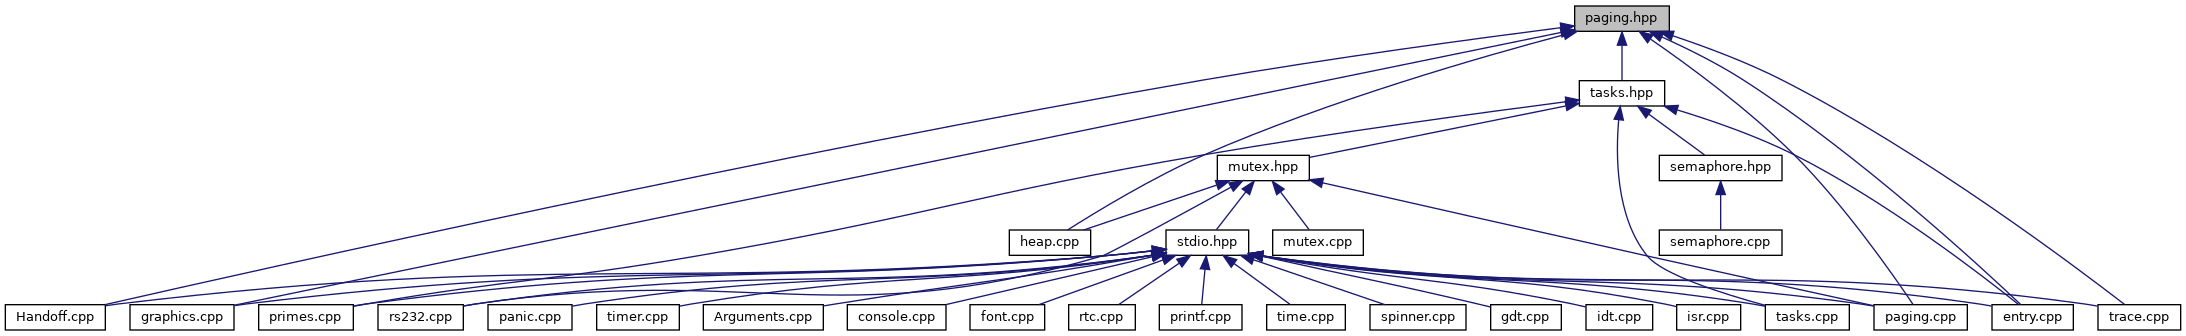 paging.hpp
tasks.hpp
mutex.hpp
semaphore.hpp
heap.cpp
stdio.hpp
mutex.cpp
semaphore.cpp
Handoff.cpp
graphics.cpp
primes.cpp
rs232.cpp
panic.cpp
timer.cpp
Arguments.cpp
console.cpp
font.cpp
rtc.cpp
printf.cpp
time.cpp
spinner.cpp
gdt.cpp
idt.cpp
isr.cpp
tasks.cpp
paging.cpp
entry.cpp
trace.cpp